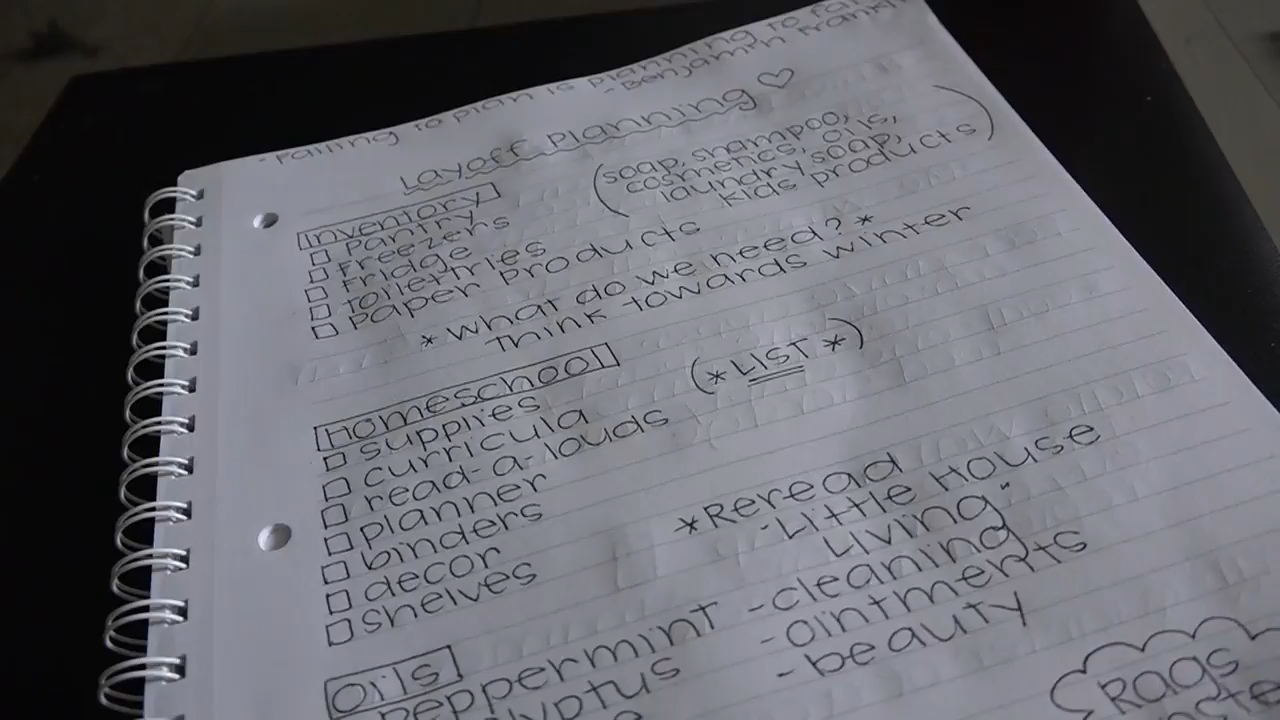 -Failing to plan is planning to fail
-Benjamin Franklin
Layoff Planning ♡
Inventory
□ Pantry
□ Freezers
□ Fridge
□ toiletries
□ Paper Products
(soap, shampoo,
cosmetics, oils,
laundry soap,
kids products)
*What do we need?*
Think towards winter
Homeschool
(*LIST*)
□ supplies
□ curricula
□ read-a-louds
□ planner
□ binders
□ decor
□ shelves
*Reread
-Little House
Living"
-cleaning
-ointments
-beauty
Oils
peppermint
Rags